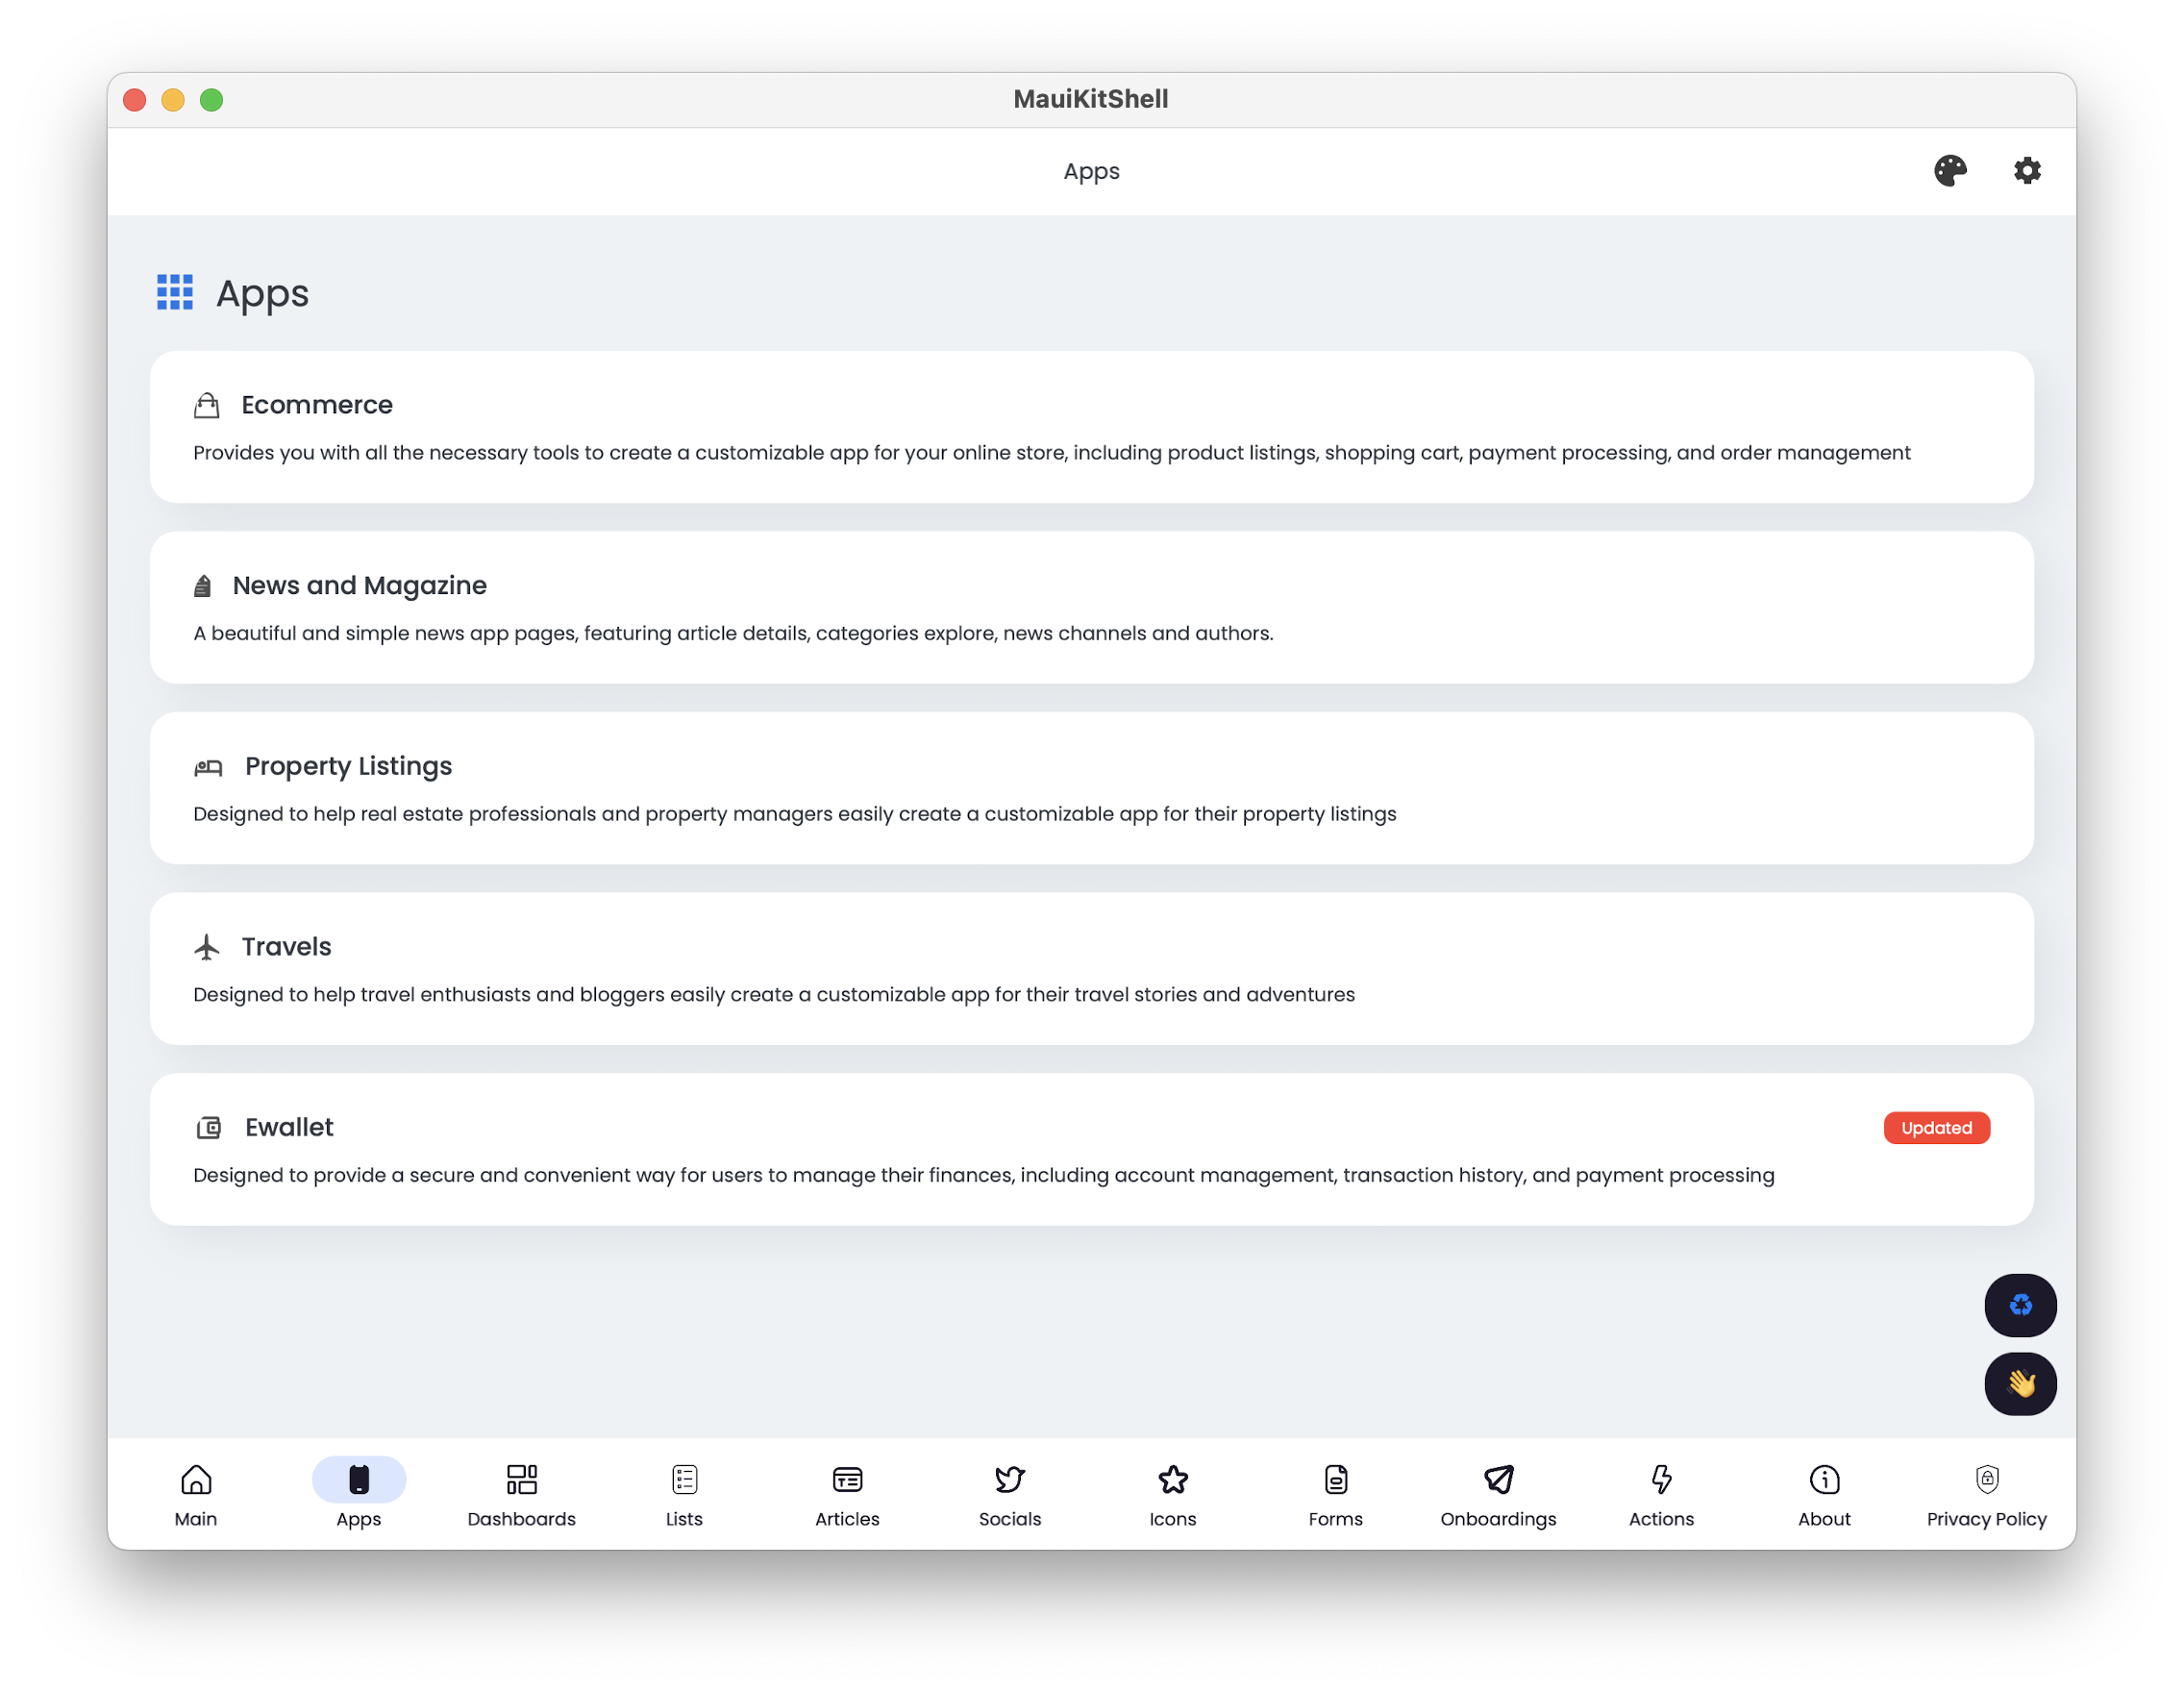 MauiKitShell
Apps
Apps
Ecommerce
Provides you with all the necessary tools to create a customizable app for your online store, including product listings, shopping cart, payment processing, and order management
News and Magazine
A beautiful and simple news app pages, featuring article details, categories explore, news channels and authors.
Property Listings
Designed to help real estate professionals and property managers easily create a customizable app for their property listings
Travels
Designed to help travel enthusiasts and bloggers easily create a customizable app for their travel stories and adventures
Ewallet
Updated
Designed to provide a secure and convenient way for users to manage their finances, including account management, transaction history, and payment processing
Main
Apps
Dashboards
Lists
Articles
Socials
Icons
Forms
Onboardings
Actions
About
Privacy Policy